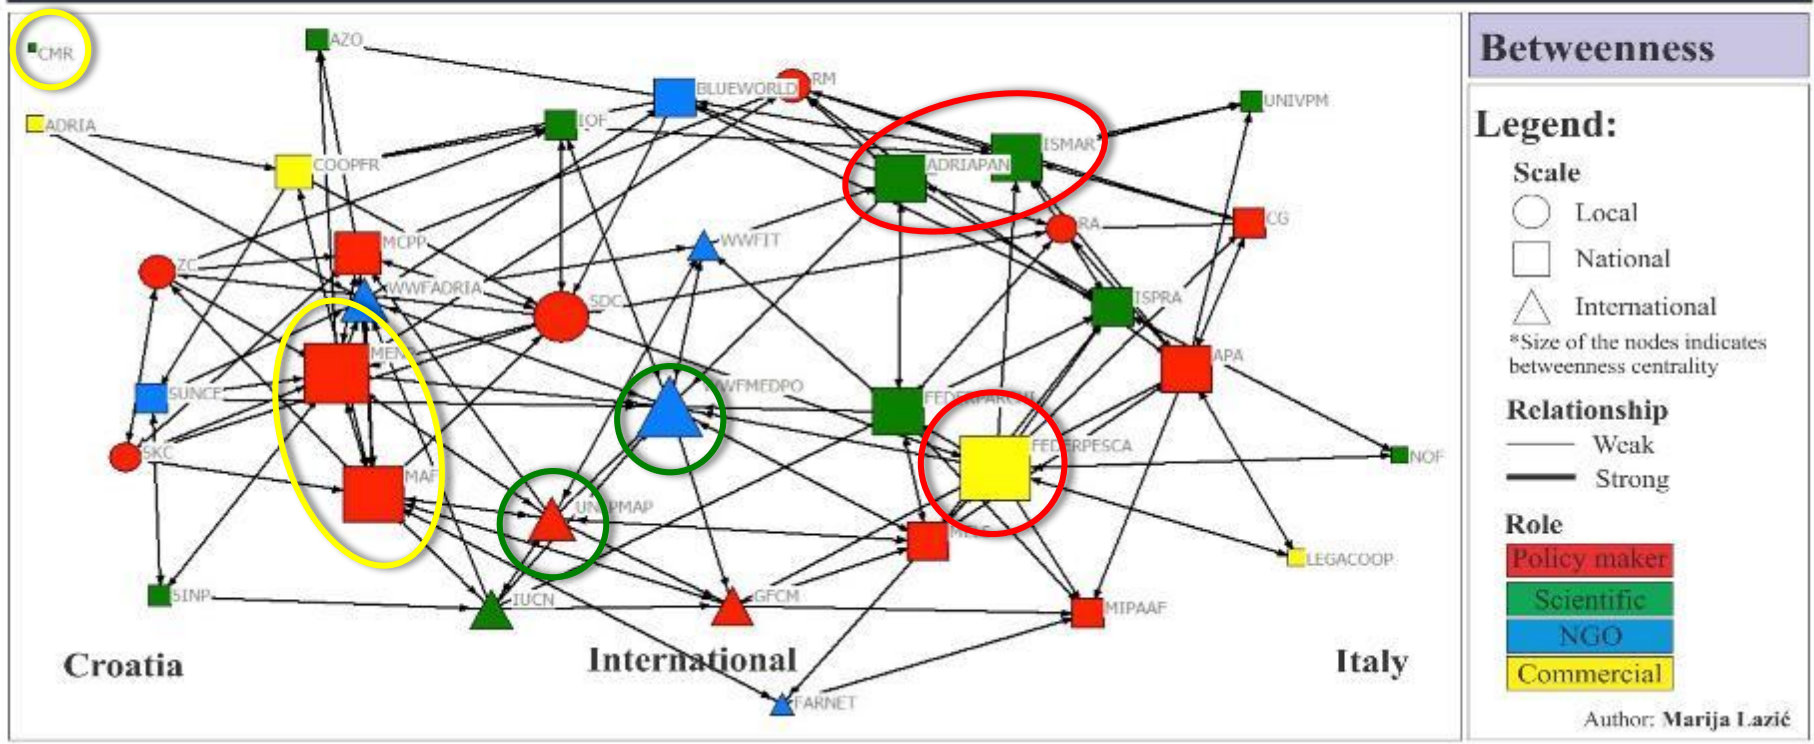 CMR
AZO
BLUEWORLD
RM
ADRIA
IOF
UNIVPM
COOPFR
ISMAR
ADRIAPAN
MCPP
WWFIT
RA
CG
ZC
WWFADRIA
SDC
ISPRA
APA
SUNCE
WWFMEDPO
FEDERPESCA
SKC
NOF
MAF
SINP
IUCN
GFCM
MIPAAF
LEGACOOP
Croatia
International
Italy
FARNET
Betweenness
Legend:
Scale
Local
National
International
*Size of the nodes indicates
betweenness centrality
Relationship
Weak
Strong
Role
Policy maker
Scientific
NGO
Commercial
Author: Marija Lazić